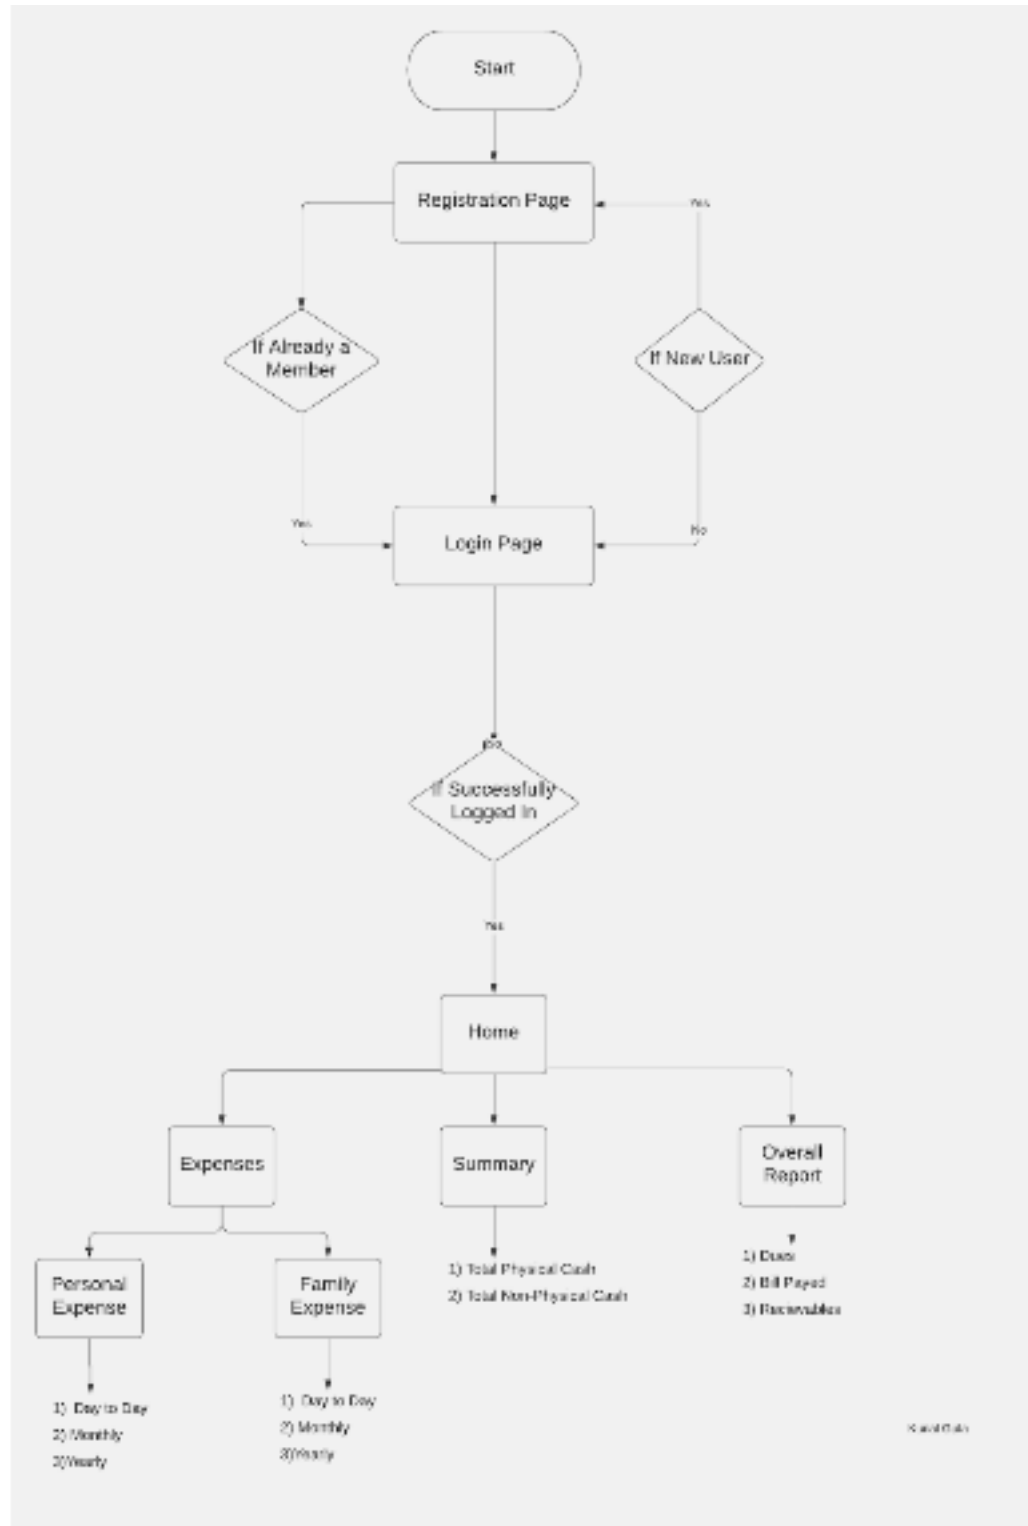 Start
Registration Page
Yes
If Already a
Member
If New User
Yes
No
Login Page
If Successfully
Logged In
Yes
Home
Expenses
Summary
Overall
Report
Personal
Expense
Family
Expense
1) Total Physical Cash
2) Total Non-Physical Cash
1) Dues
2) Bill Payed
3) Recievables
1) Day to Day
2) Monthly
3)Yearly
1) Day to Day
2) Monthly
3)Yearly